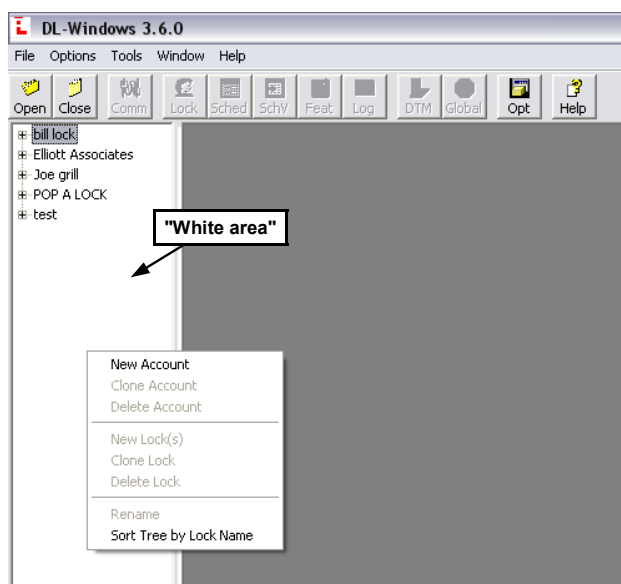 DL-Windows 3.6.0
File Options Tools Window Help
Open Close Comm Lock Sched SchV Feat Log DTM Global Opt Help
bill lock
Elliott Associates
Joe grill
POP A LOCK
test
"White area"
New Account
Clone Account
Delete Account
New Lock(s)
Clone Lock
Delete Lock
Rename
Sort Tree by Lock Name